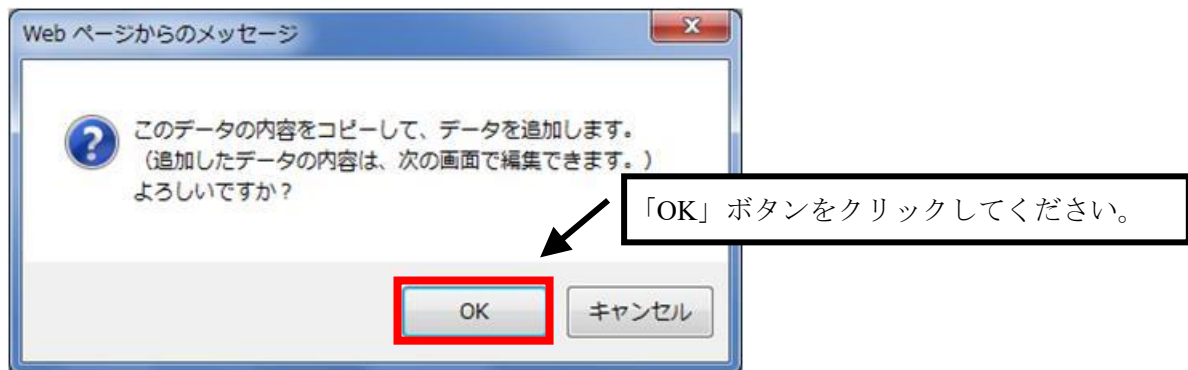 Web ページからのメッセージ
このデータの内容をコピーして、データを追加します。
（追加したデータの内容は、次の画面で編集できます。）
よろしいですか？
「OK」ボタンをクリックしてください。
OK
キャンセル